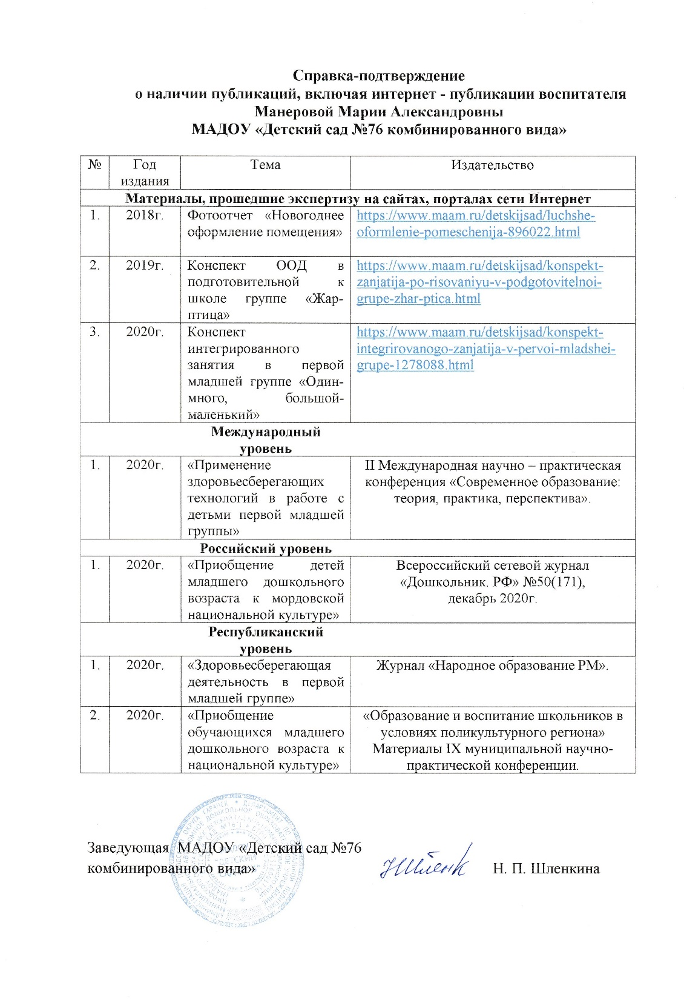 Справка-подтверждение
о наличии публикаций, включая интернет - публикации воспитателя
Манеровой Марии Александровны
МАДОУ «Детский сад №76 комбинированного вида»
№ Год Тема Издательство
издания
Материалы, прошедшие экспертизу на сайтах, порталах сети Интернет
1. 2018г. Фотоотчет «Новогоднее https://www.maam.ru/detskijsad/luchshe-
оформление помещения» oformlenie-pomeschenija-896022.html
2. 2019г. Конспект ООД в https://www.maam.ru/detskijsad/konspekt-
подготовительной к zanjatija-po-risovaniyu-v-podgotovitelnoi-
школе группе «Жар- grupe-zhar-ptica.html
птица»
3. 2020г. Конспект https://www.maam.ru/detskijsad/konspekt-
интегрированного integrirovanogo-zanjatija-v-pervoi-mladshei-
занятия в первой grupe-1278088.html
младшей группе «Один-
много, большой-
маленький»
Международный
уровень
1. 2020г. «Применение II Международная научно – практическая
здоровьесберегающих конференция «Современное образование:
технологий в работе с теория, практика, перспектива».
детьми первой младшей
группы»
Российский уровень
1. 2020г. «Приобщение детей Всероссийский сетевой журнал
младшего дошкольного «Дошкольник. РФ» №50(171),
возраста к мордовской декабрь 2020г.
национальной культуре»
Республиканский
уровень
1. 2020г. «Здоровьесберегающая Журнал «Народное образование РМ».
деятельность в первой
младшей группе»
2. 2020г. «Приобщение «Образование и воспитание школьников в
обучающихся младшего условиях поликультурного региона»
дошкольного возраста к Материалы IX муниципальной научно-
национальной культуре» практической конференции.
Заведующая МАДОУ «Детский сад №76
комбинированного вида» Н. П. Шленкина